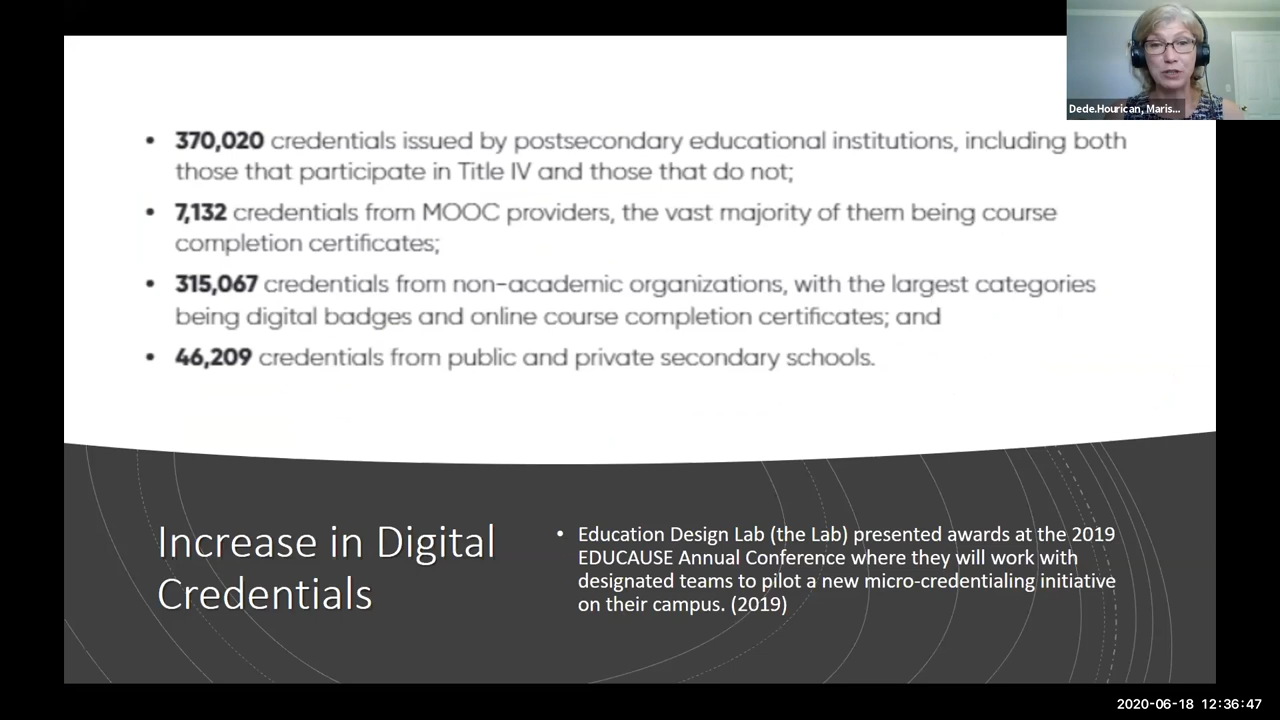 • 370,020 credentials issued by postsecondary educational institutions, including both
those that participate in Title IV and those that do not;
• 7,132 credentials from MOOC providers, the vast majority of them being course
completion certificates;
• 315,067 credentials from non-academic organizations, with the largest categories
being digital badges and online course completion certificates; and
• 46,209 credentials from public and private secondary schools.
Dede.Hourican, Maris...
Increase in Digital
Credentials
• Education Design Lab (the Lab) presented awards at the 2019
EDUCAUSE Annual Conference where they will work with
designated teams to pilot a new micro-credentialing initiative
on their campus. (2019)
2020-06-18 12:36:47